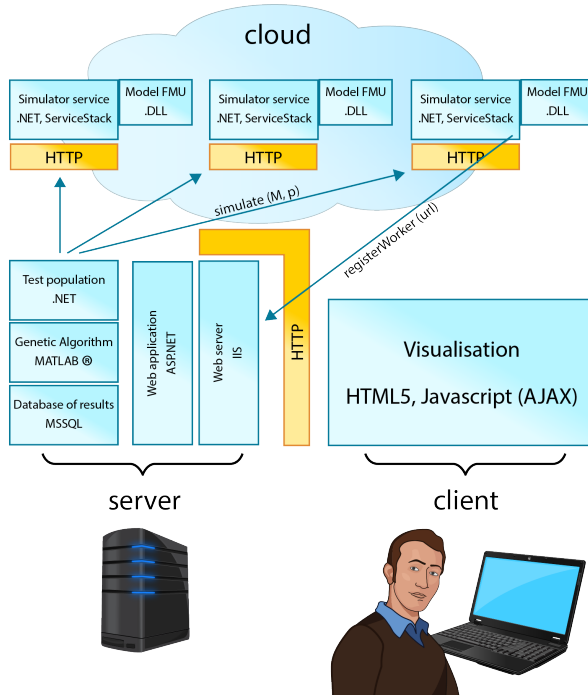 cloud
Simulator service
.NET, ServiceStack
Model FMU
.DLL
Simulator service
.NET, ServiceStack
Model FMU
.DLL
Simulator service
.NET, ServiceStack
Model FMU
.DLL
HTTP
HTTP
HTTP
simulate (M, p)
registerWorker (url)
Test population
.NET
Genetic Algorithm
MATLAB ®
Database of results
MSSQL
Web application
ASP.NET
Web server
IIS
HTTP
Visualisation
HTML5, Javascript (AJAX)
server
client